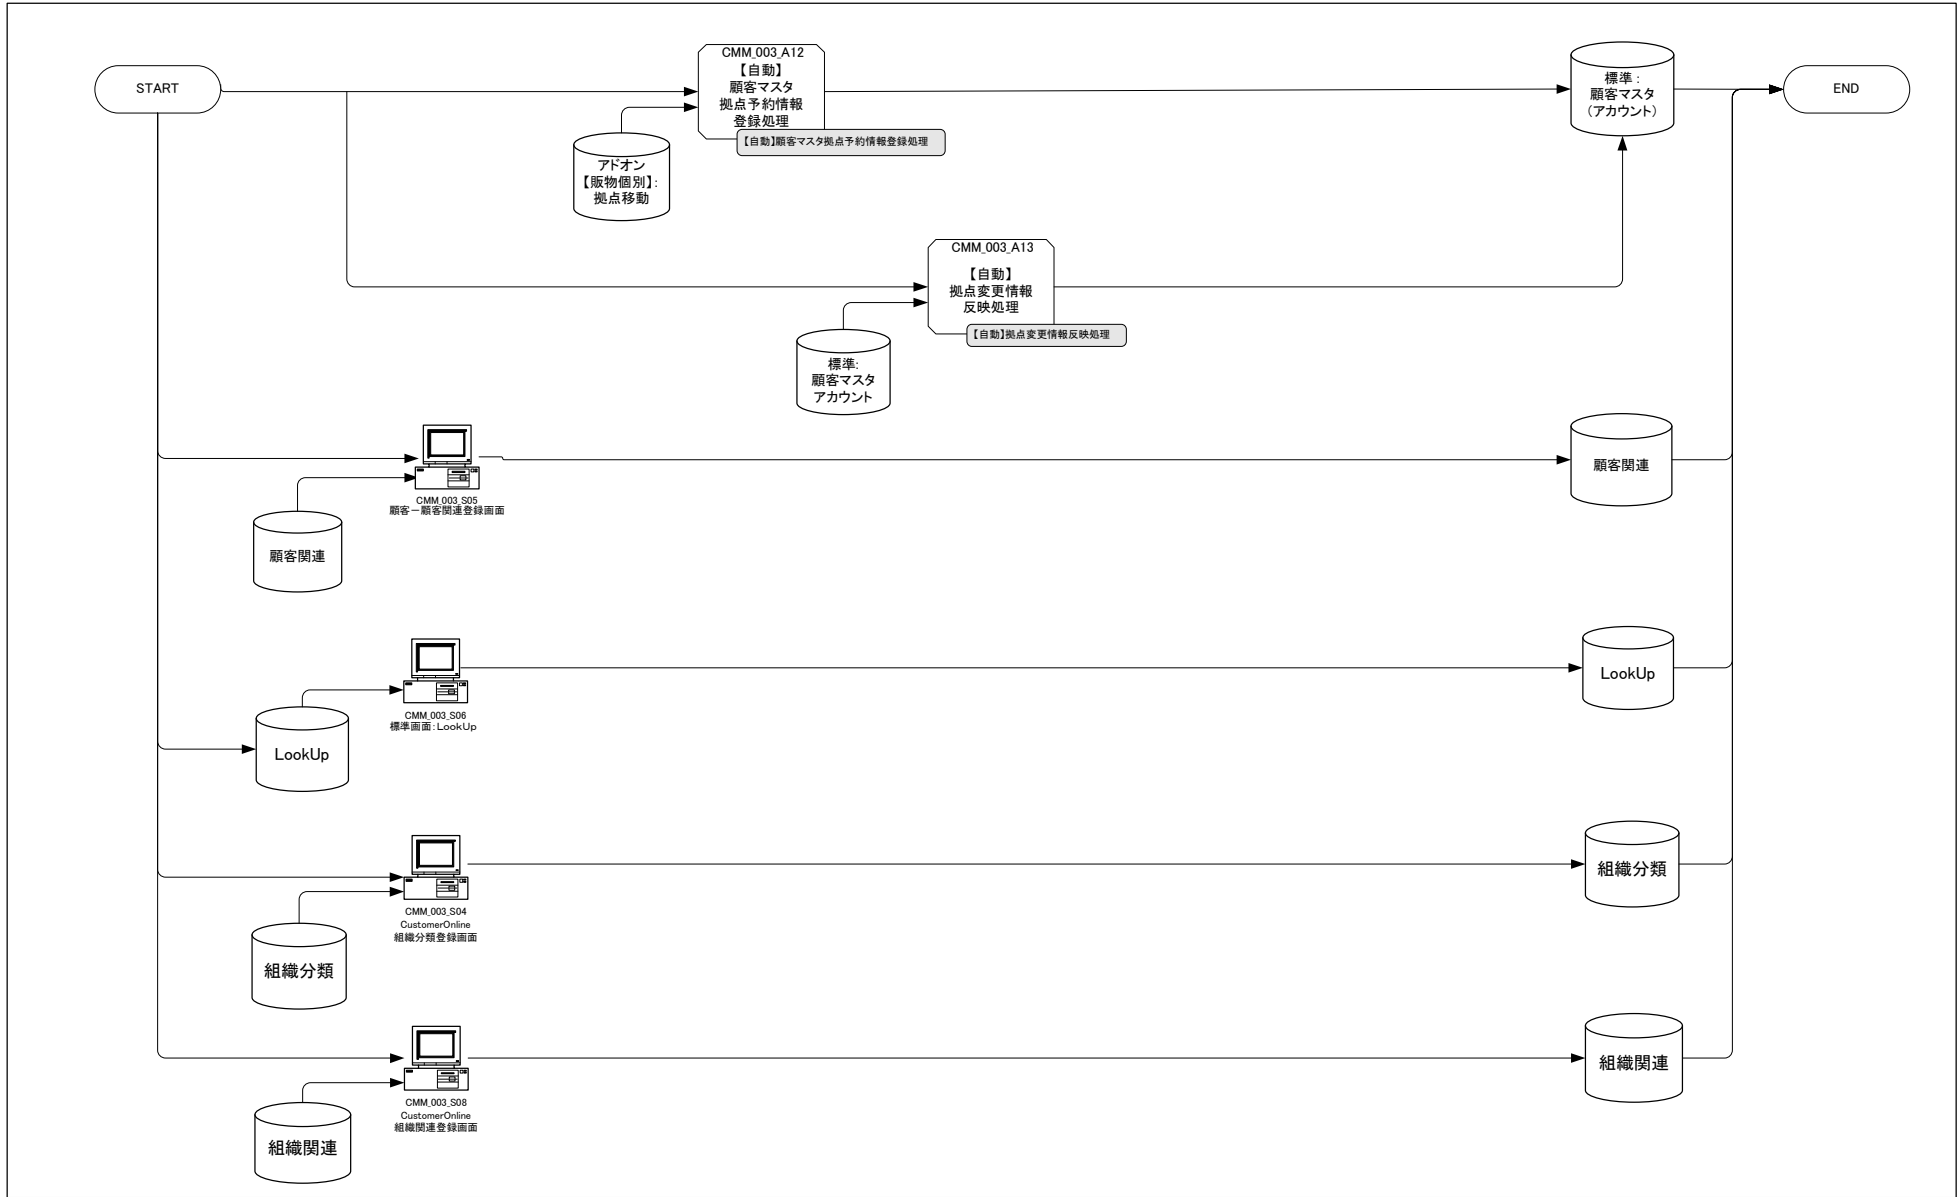 START
CMM_003_A12
【自動】
顧客マスタ
拠点予約情報
登録処理
【自動】顧客マスタ拠点予約情報登録処理
標準：
顧客マスタ
（アカウント）
END
アドオン
【販物個別】：
拠点移動
CMM_003_A13
【自動】
拠点変更情報
反映処理
【自動】拠点変更情報反映処理
標準：
顧客マスタ
アカウント
CMM_003_S05
顧客－顧客関連登録画面
顧客関連
顧客関連
CMM_003_S06
標準画面：LookUp
LookUp
LookUp
CMM_003_S04
CustomerOnline
組織分類登録画面
組織分類
組織分類
CMM_003_S08
CustomerOnline
組織関連登録画面
組織関連
組織関連